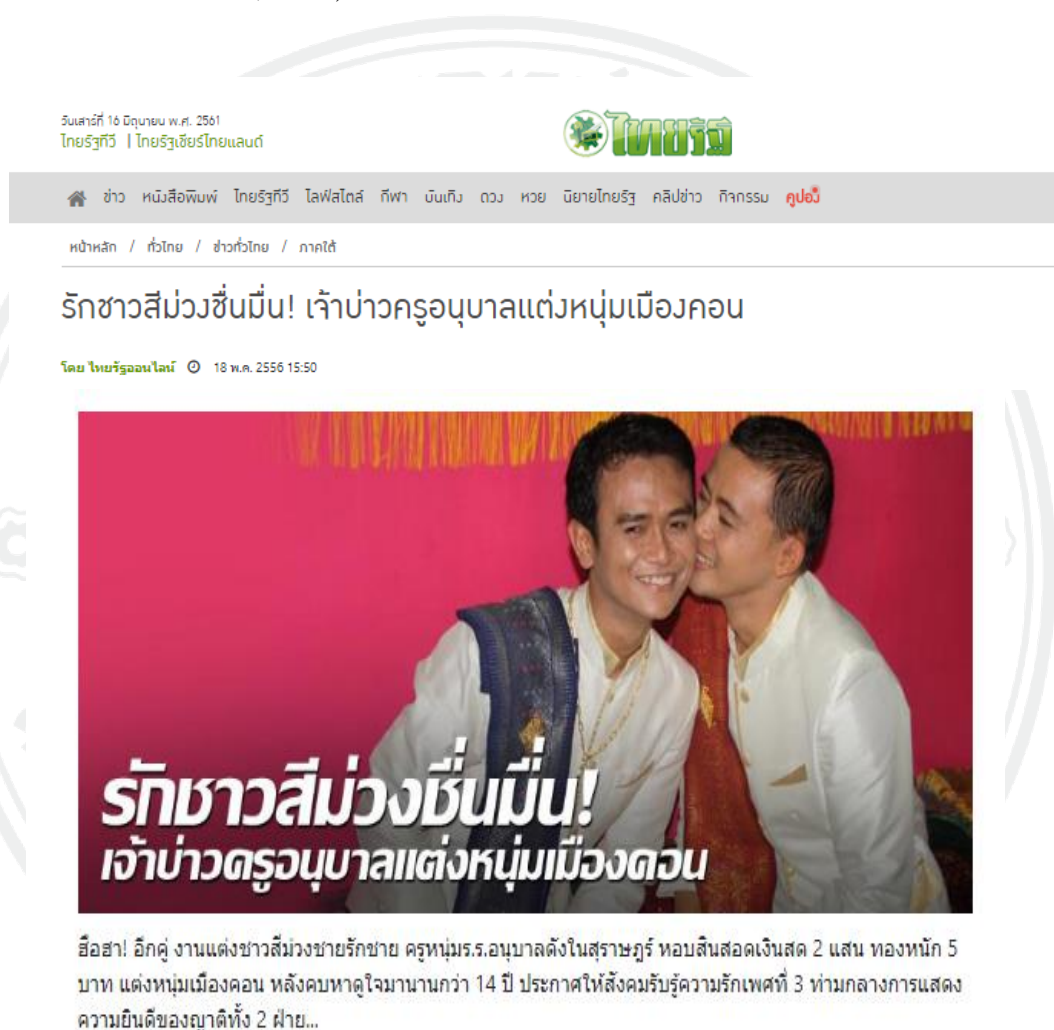 วันเสาร์ที่ 16 มิถุนายน พ.ศ. 2561
ไทยรัฐทีวี | ไทยรัฐเชียร์ไทยแลนด์
ไทยรัฐ
ข่าว หนังสือพิมพ์ ไทยรัฐทีวี ไลฟ์สไตล์ กีฬา บันเทิง ดวง หวย นิยายไทยรัฐ คลิปข่าว กิจกรรม คูปอง
หน้าหลัก / ทั่วไทย / ข่าวทั่วไทย / ภาคใต้
รักชาวสีม่วงชื่นมื่น! เจ้าบ่าวครูอนุบาลแต่งหนุ่มเมืองคอน
โดย ไทยรัฐออนไลน์ 18 พ.ค. 2556 15:50
รักชาวสีม่วงชื่นมื่น!
เจ้าบ่าวครูอนุบาลแต่งหนุ่มเมืองคอน
ฮือฮา! อีกคู่ งานแต่งชาวสีม่วงชายรักชาย ครูหนุ่มร.ร.อนุบาลดังในสุราษฎร์ หอบสินสอดเงินสด 2 แสน ทองหนัก 5
บาท แต่งหนุ่มเมืองคอน หลังคบหาดูใจมานานกว่า 14 ปี ประกาศให้สังคมรับรู้ความรักเพศที่ 3 ท่ามกลางการแสดง
ความยินดีของญาติทั้ง 2 ฝ่าย...